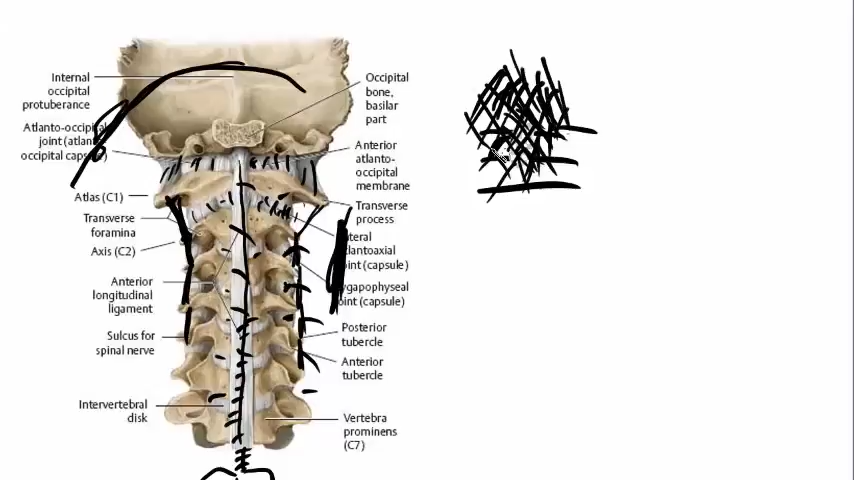 Internal
occipital
protuberance
Atlanto-occipital
joint (atlanto-
occipital capsule)
Atlas (C1)
Transverse
foramina
Axis (C2)
Anterior
longitudinal
ligament
Sulcus for
spinal nerve
Intervertebral
disk
Occipital
bone,
basilar
part
Anterior
atlanto-
occipital
membrane
Transverse
process
Lateral
atlantoaxial
joint (capsule)
Zygapophyseal
joint (capsule)
Posterior
tubercle
Anterior
tubercle
Vertebra
prominens
(C7)